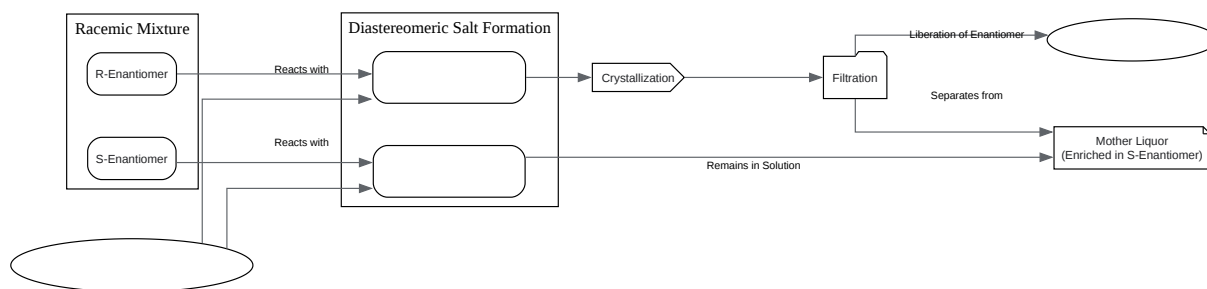 Racemic Mixture
R-Enantiomer
S-Enantiomer
Reacts with
Reacts with
Diastereomeric Salt Formation
Crystallization
Filtration
Liberation of Enantiomer
Separates from
Remains in Solution
Mother Liquor
(Enriched in S-Enantiomer)